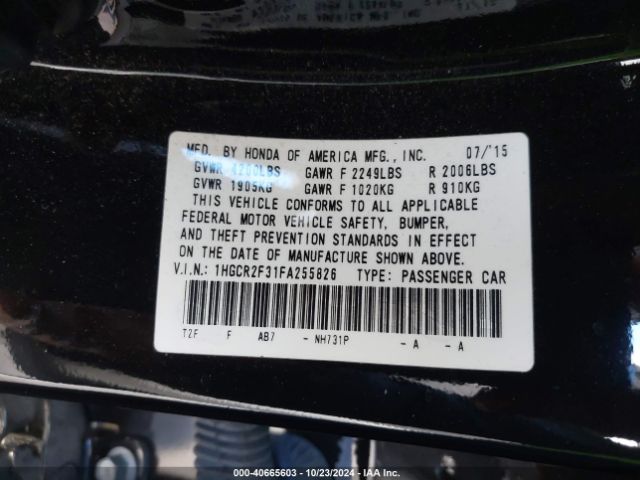 MFD. BY HONDA OF AMERICA MFG., INC. 07/'15
GVWR 4200LBS GAWR F 2249LBS R 2006LBS
GVWR 1905KG GAWR F 1020KG R 910KG
THIS VEHICLE CONFORMS TO ALL APPLICABLE
FEDERAL MOTOR VEHICLE SAFETY, BUMPER,
AND THEFT PREVENTION STANDARDS IN EFFECT
ON THE DATE OF MANUFACTURE SHOWN ABOVE.
V.I.N.: 1HGCR2F31FA255826 TYPE: PASSENGER CAR
T2F F AB7 - NH731P - A - A
000-40665603 - 10/23/2024 - IAA Inc.